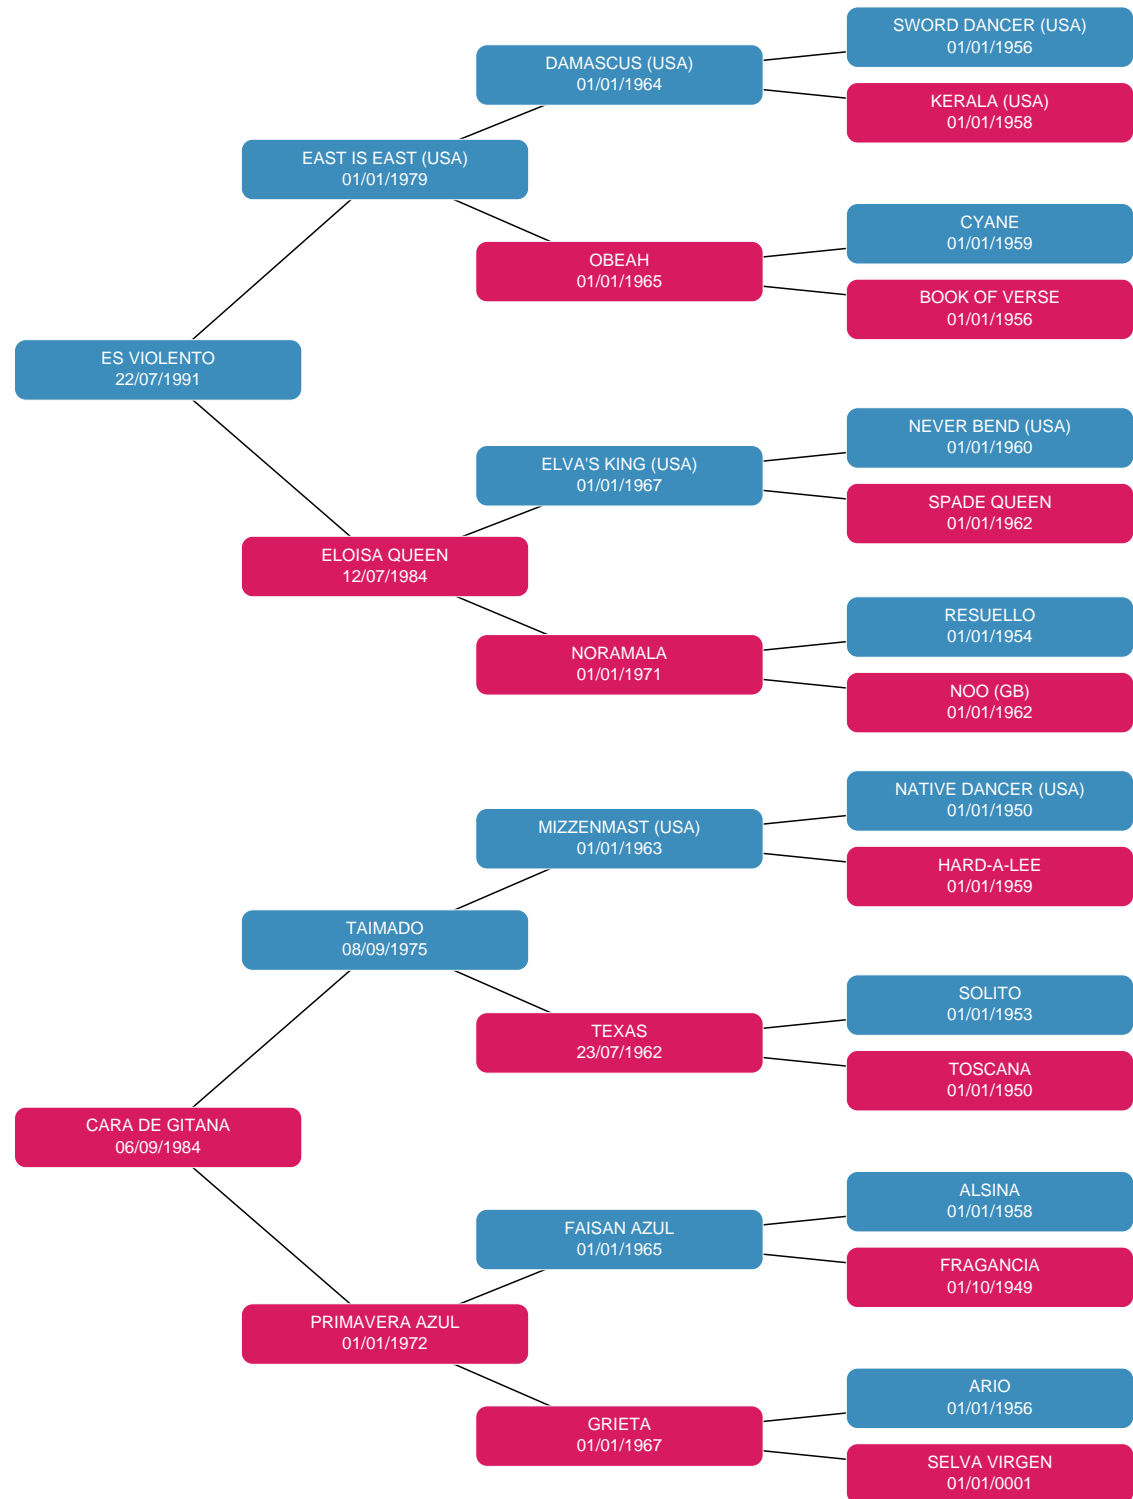 SWORD DANCER (USA)
01/01/1956
DAMASCUS (USA)
01/01/1964
KERALA (USA)
01/01/1958
EAST IS EAST (USA)
01/01/1979
CYANE
01/01/1959
OBEAH
01/01/1965
BOOK OF VERSE
01/01/1956
ES VIOLENTO
22/07/1991
NEVER BEND (USA)
01/01/1960
ELVA'S KING (USA)
01/01/1967
SPADE QUEEN
01/01/1962
ELOISA QUEEN
12/07/1984
RESUELLO
01/01/1954
NORAMALA
01/01/1971
NOO (GB)
01/01/1962
NATIVE DANCER (USA)
01/01/1950
MIZZENMAST (USA)
01/01/1963
HARD-A-LEE
01/01/1959
TAIMADO
08/09/1975
SOLITO
01/01/1953
TEXAS
23/07/1962
TOSCANA
01/01/1950
CARA DE GITANA
06/09/1984
ALSINA
01/01/1958
FAISAN AZUL
01/01/1965
FRAGANCIA
01/10/1949
PRIMAVERA AZUL
01/01/1972
ARIO
01/01/1956
GRIETA
01/01/1967
SELVA VIRGEN
01/01/0001